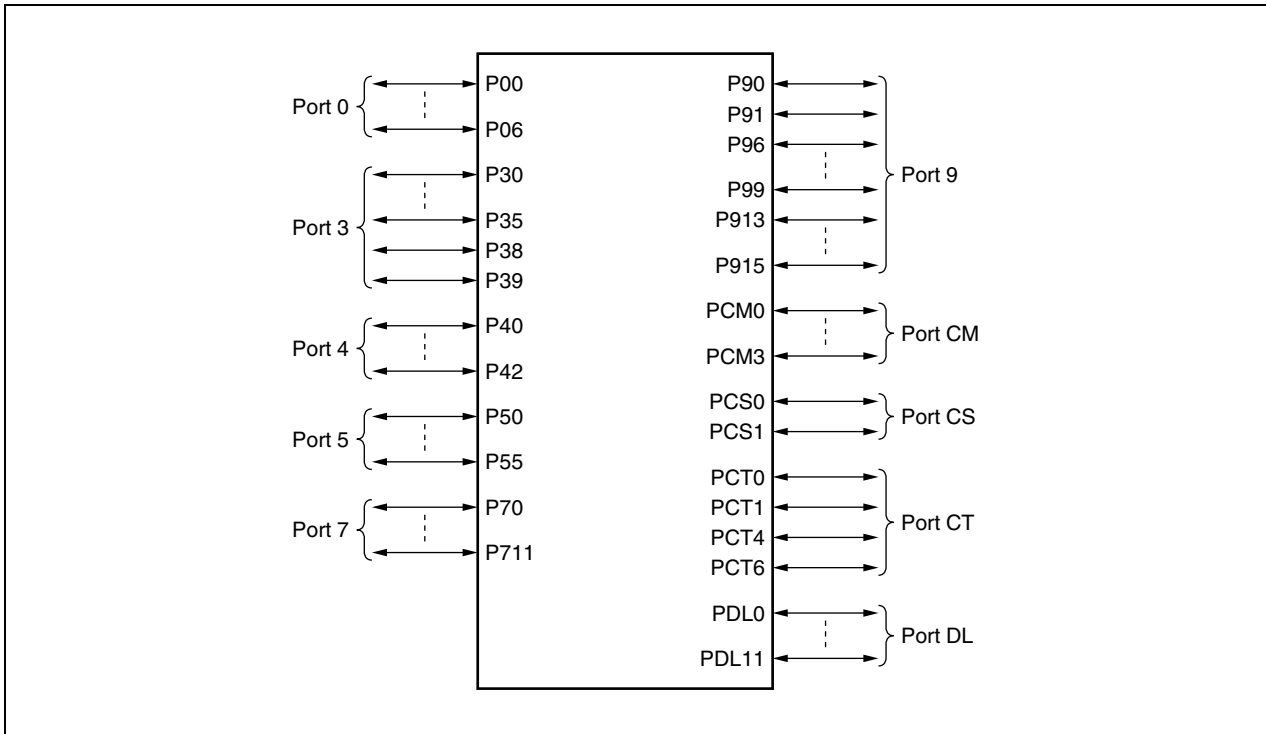 Port 0
P00
P06
Port 3
P30
P35
P38
P39
Port 4
P40
P42
Port 5
P50
P55
Port 7
P70
P711
P90
P91
P96
P99
P913
P915
Port 9
PCM0
PCM3
Port CM
PCS0
PCS1
Port CS
PCT0
PCT1
PCT4
PCT6
Port CT
PDL0
PDL11
Port DL